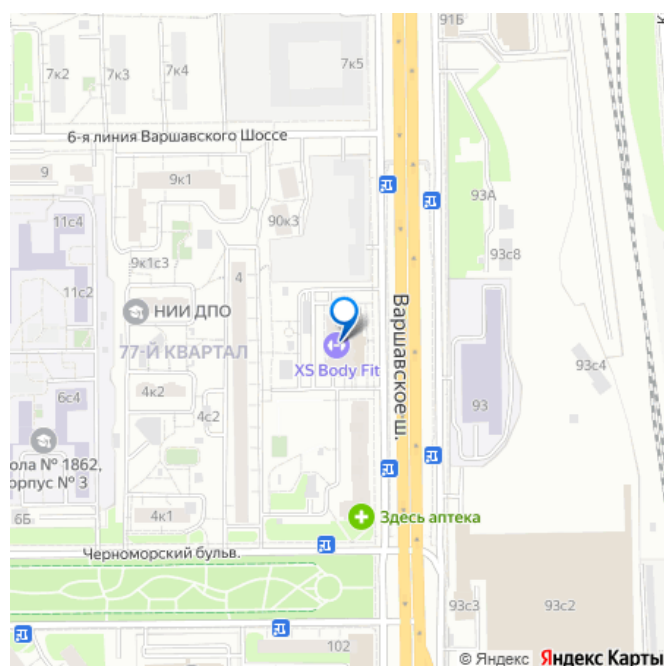 91Б
7к2
7к3
7к4
7к5
6-я линия Варшавского Шоссе
9
9к1
93А
11с4
90к3
93с8
9к1с3
4
11с2
НИИ ДПО
Варшавское ш.
77-Й КВАРТАЛ
XS Body Fit
93с4
6с4
4к2
4с2
93
ола № 1862,
орпус № 3
6Б
4к1
Здесь аптека
Черноморский бульв.
93с3
93с2
102
© Яндекс Яндекс Карты